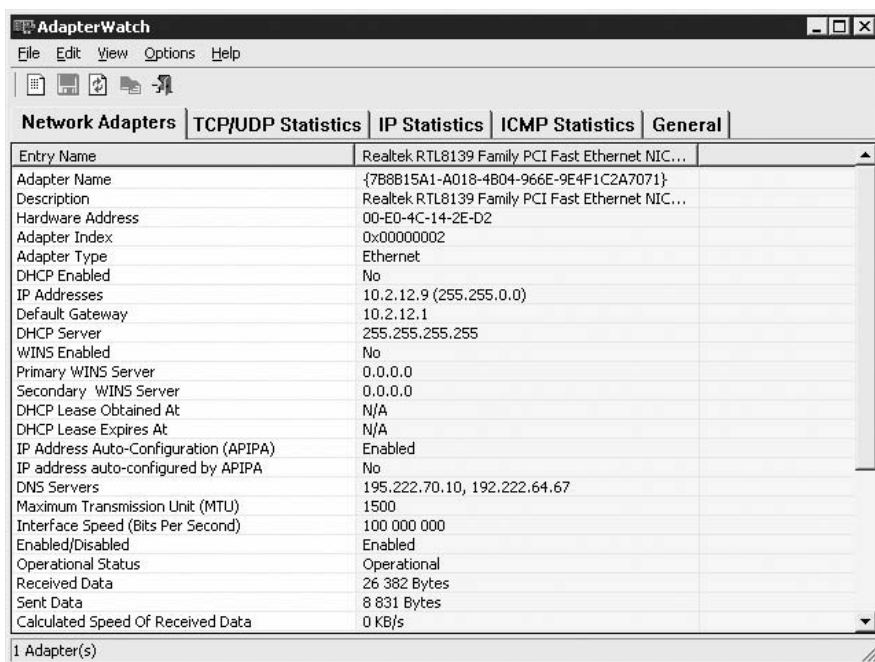 AdapterWatch
File Edit View Options Help
Network Adapters TCP/UDP Statistics IP Statistics ICMP Statistics General
Entry Name Realtek RTL8139 Family PCI Fast Ethernet NIC...
Adapter Name {7B8B15A1-A018-4B04-966E-9E4F1C2A7071}
Description Realtek RTL8139 Family PCI Fast Ethernet NIC...
Hardware Address 00-E0-4C-14-2E-D2
Adapter Index 0x00000002
Adapter Type Ethernet
DHCP Enabled No
IP Addresses 10.2.12.9 (255.255.0.0)
Default Gateway 10.2.12.1
DHCP Server 255.255.255.255
WINS Enabled No
Primary WINS Server 0.0.0.0
Secondary WINS Server 0.0.0.0
DHCP Lease Obtained At N/A
DHCP Lease Expires At N/A
IP Address Auto-Configuration (APIPA) Enabled
IP address auto-configured by APIPA No
DNS Servers 195.222.70.10, 192.222.64.67
Maximum Transmission Unit (MTU) 1500
Interface Speed (Bits Per Second) 100 000 000
Enabled/Disabled Enabled
Operational Status Operational
Received Data 26 382 Bytes
Sent Data 8 831 Bytes
Calculated Speed Of Received Data 0 KB/s
1 Adapter(s)